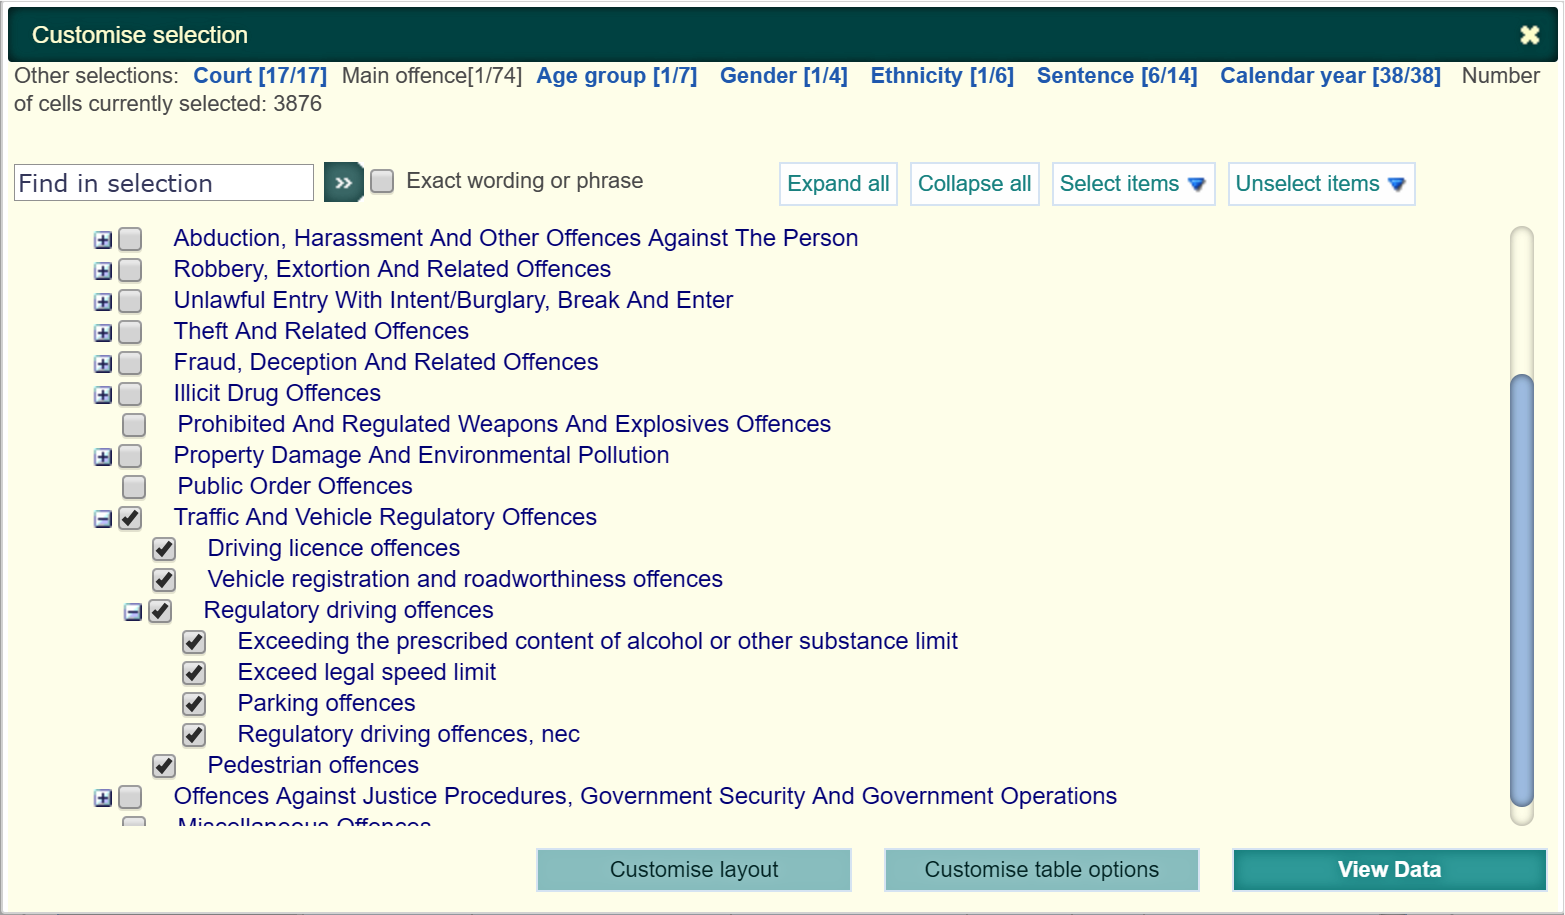 Customise selection
Other selections: Court [17/17] Main offence[1/74] Age group [1/7] Gender [1/4] Ethnicity [1/6] Sentence [6/14] Calendar year [38/38] Number
of cells currently selected: 3876
Find in selection » Exact wording or phrase Expand all Collapse all Select items Unselect items
Abduction, Harassment And Other Offences Against The Person
Robbery, Extortion And Related Offences
Unlawful Entry With Intent/Burglary, Break And Enter
Theft And Related Offences
Fraud, Deception And Related Offences
Illicit Drug Offences
Prohibited And Regulated Weapons And Explosives Offences
Property Damage And Environmental Pollution
Public Order Offences
Traffic And Vehicle Regulatory Offences
Driving licence offences
Vehicle registration and roadworthiness offences
Regulatory driving offences
Exceeding the prescribed content of alcohol or other substance limit
Exceed legal speed limit
Parking offences
Regulatory driving offences, nec
Pedestrian offences
Offences Against Justice Procedures, Government Security And Government Operations
Miscellaneous Offences
Customise layout Customise table options View Data